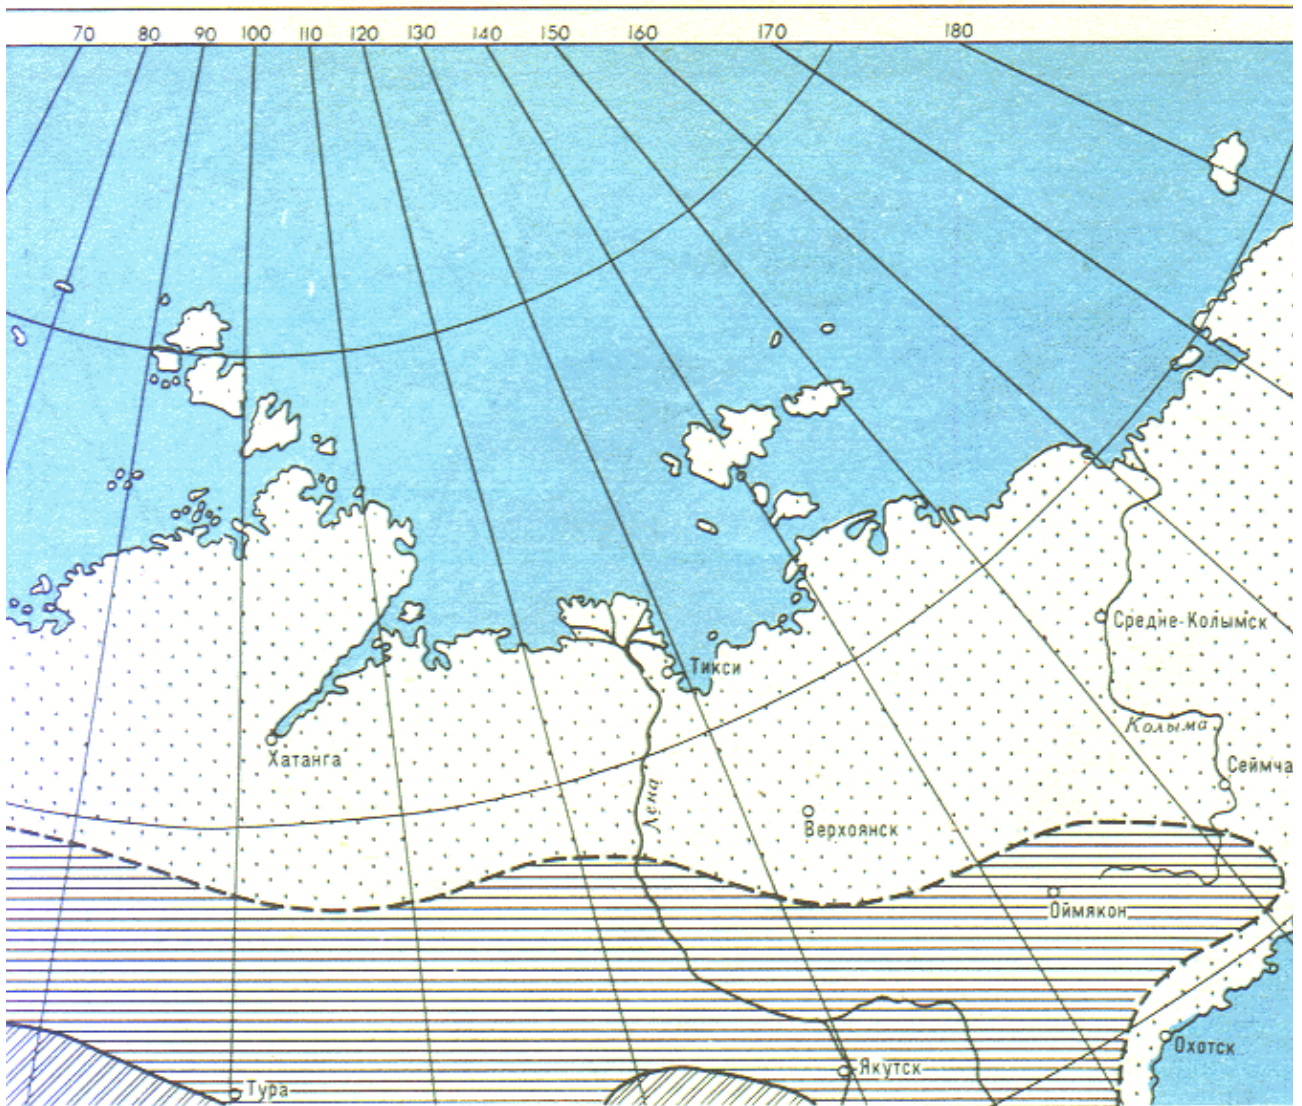 70 80 90 100 110 120 130 140 150 160 170 180
Средне-Колымск
Тикси
Колыма
Хатанга
Сеймча
Лена
Верхоянск
Оймякон
Охотск
Якутск
Тура